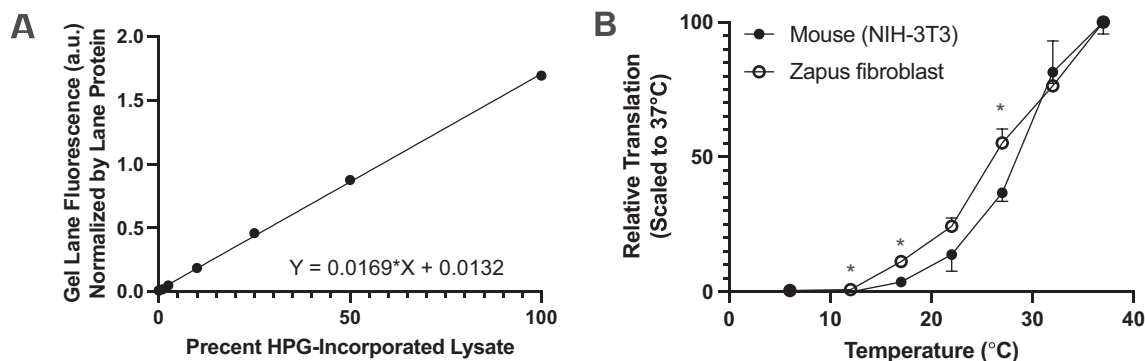 A
Gel Lane Fluorescence (a.u.)
Normalized by Lane Protein
2.0
1.5
1.0
0.5
0.0
Y = 0.0169*X + 0.0132
0
50
100
Precent HPG-Incorporated Lysate
B
Relative Translation
(Scaled to 37°C)
100
50
0
Mouse (NIH-3T3)
Zapus fibroblast
*
*
*
0
10
20
30
40
Temperature (°C)